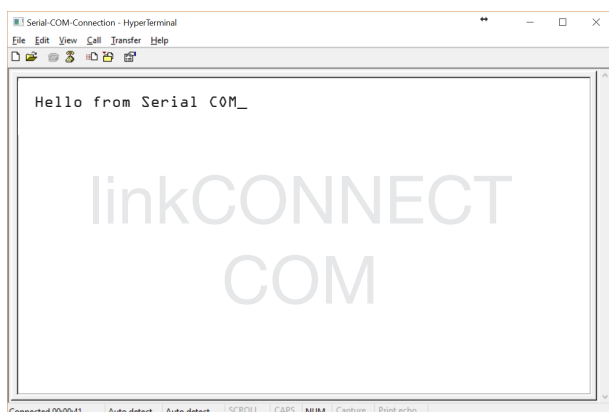 Serial-COM-Connection - HyperTerminal
File Edit View Call Transfer Help
Hello from Serial COM_
linkCONNECT
COM
Connected 00:00:41 Auto detect Auto detect SCROLL CAPS NUM Capture Print echo